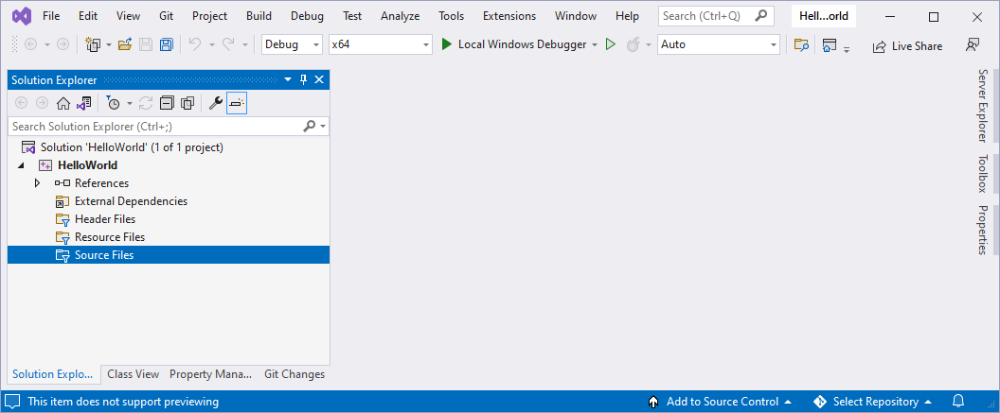 File Edit View Git Project Build Debug Test Analyze Tools Extensions Window Help Search (Ctrl+Q) Hell...orld
Debug x64 Local Windows Debugger Auto Live Share
Solution Explorer
Search Solution Explorer (Ctrl+;)
Solution 'HelloWorld' (1 of 1 project)
HelloWorld
References
External Dependencies
Header Files
Resource Files
Source Files
Solution Explo... Class View Property Mana... Git Changes
Server Explorer
Toolbox
Properties
This item does not support previewing Add to Source Control Select Repository